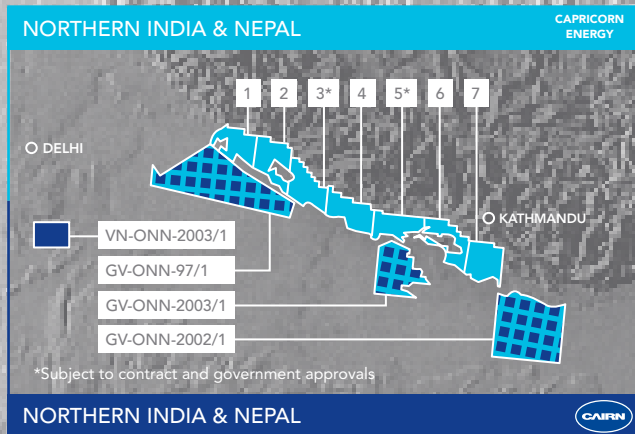 NORTHERN INDIA & NEPAL
CAPRICORN
ENERGY
1 2 3* 4 5* 6 7
DELHI
KATHMANDU
VN-ONN-2003/1
GV-ONN-97/1
GV-ONN-2003/1
GV-ONN-2002/1
*Subject to contract and government approvals
NORTHERN INDIA & NEPAL
CAIRN